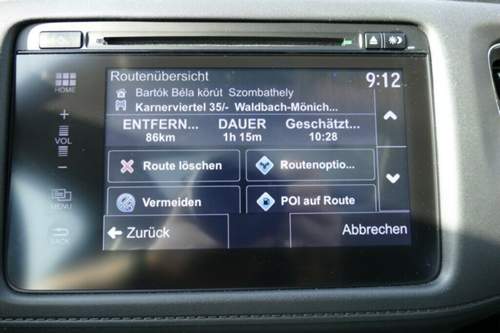 Routenübersicht 9:12
HOME
Bartók Béla körút Szombathely
Karnerviertel 35/- Waldbach-Mönich...
+
VOL
-
ENTFERN... DAUER Geschätzt...
86km 1h 15m 10:28
Route löschen Routenoptio...
Vermeiden POI auf Route
MENU
BACK
Zurück Abbrechen